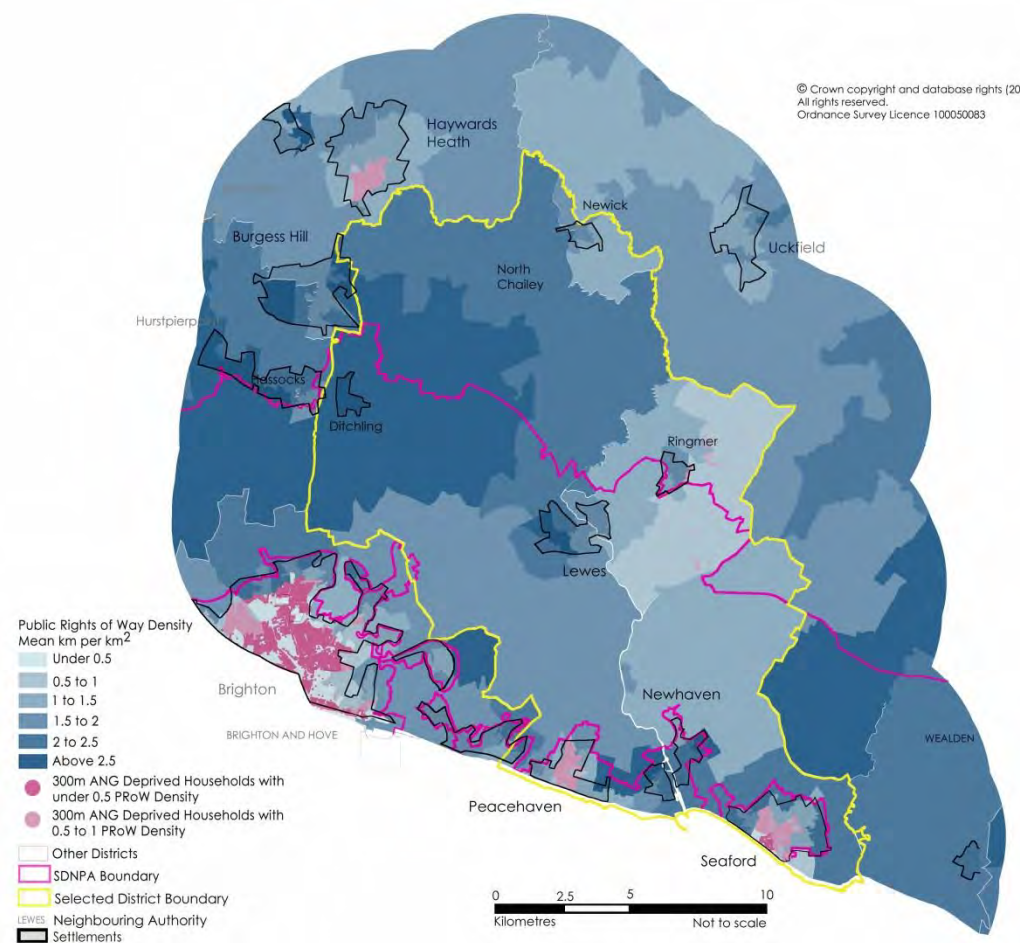 © Crown copyright and database rights (20
All rights reserved.
Ordnance Survey Licence 100050083
Haywards
Heath
Newick
Burgess Hill
Uckfield
North
Chailey
Hurstpierpoint
Hassocks
Ditchling
Ringmer
Lewes
Public Rights of Way Density
Mean km per km2
Under 0.5
0.5 to 1
1 to 1.5
1.5 to 2
2 to 2.5
Above 2.5
300m ANG Deprived Households with
under 0.5 PRoW Density
300m ANG Deprived Households with
0.5 to 1 PRoW Density
Other Districts
SDNPA Boundary
Selected District Boundary
LEWES Neighbouring Authority
Settlements
Brighton
Newhaven
BRIGHTON AND HOVE
WEALDEN
Peacehaven
Seaford
0 2.5 5 10
Kilometres Not to scale